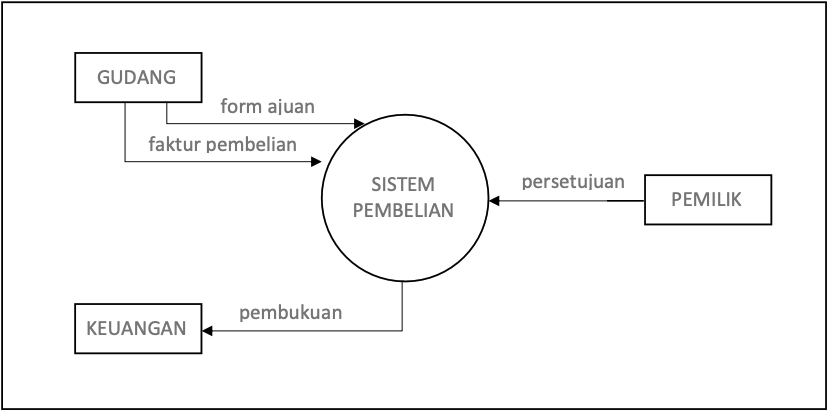 GUDANG
form ajuan
faktur pembelian
SISTEM
PEMBELIAN
persetujuan
PEMILIK
pembukuan
KEUANGAN